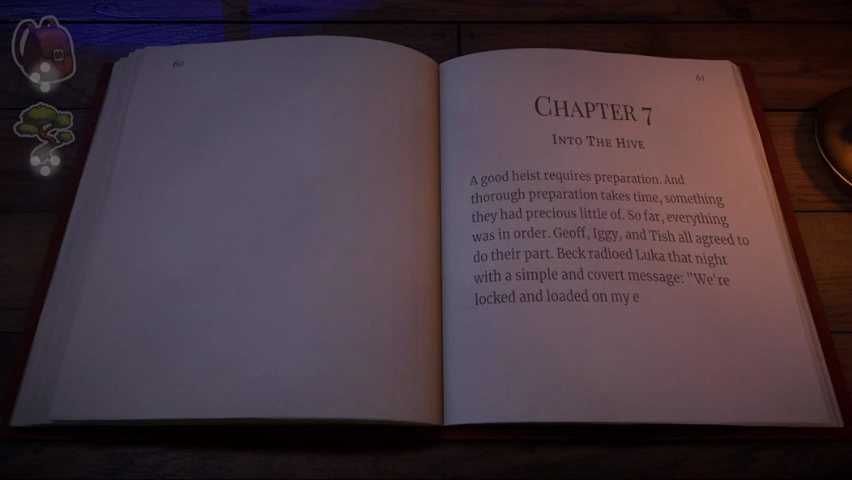 60
61
CHAPTER 7
INTO THE HIVE
A good heist requires preparation. And
thorough preparation takes time, something
they had precious little of. So far, everything
was in order. Geoff, Iggy, and Tish all agreed to
do their part. Beck radioed Luka that night
with a simple and covert message: "We're
locked and loaded on my e